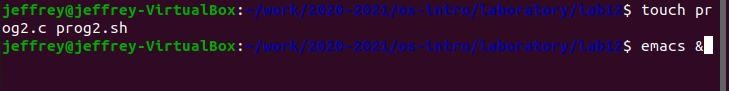 jeffrey@jeffrey-VirtualBox:~/work/2020-2021/os-intro/laboratory/lab12$ touch pr
og2.c prog2.sh
jeffrey@jeffrey-VirtualBox:~/work/2020-2021/os-intro/laboratory/lab12$ emacs &